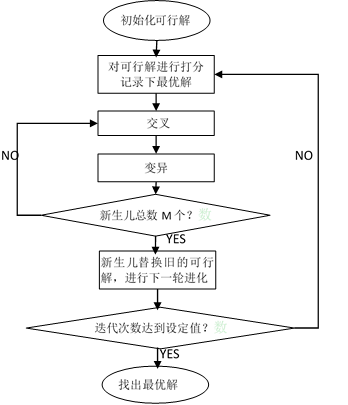 初始化可行解
对可行解进行打分
记录下最优解
交叉
NO
NO
变异
新生儿总数 M 个？数
YES
新生儿替换旧的可行
解，进行下一轮进化
迭代次数达到设定值？数
YES
找出最优解